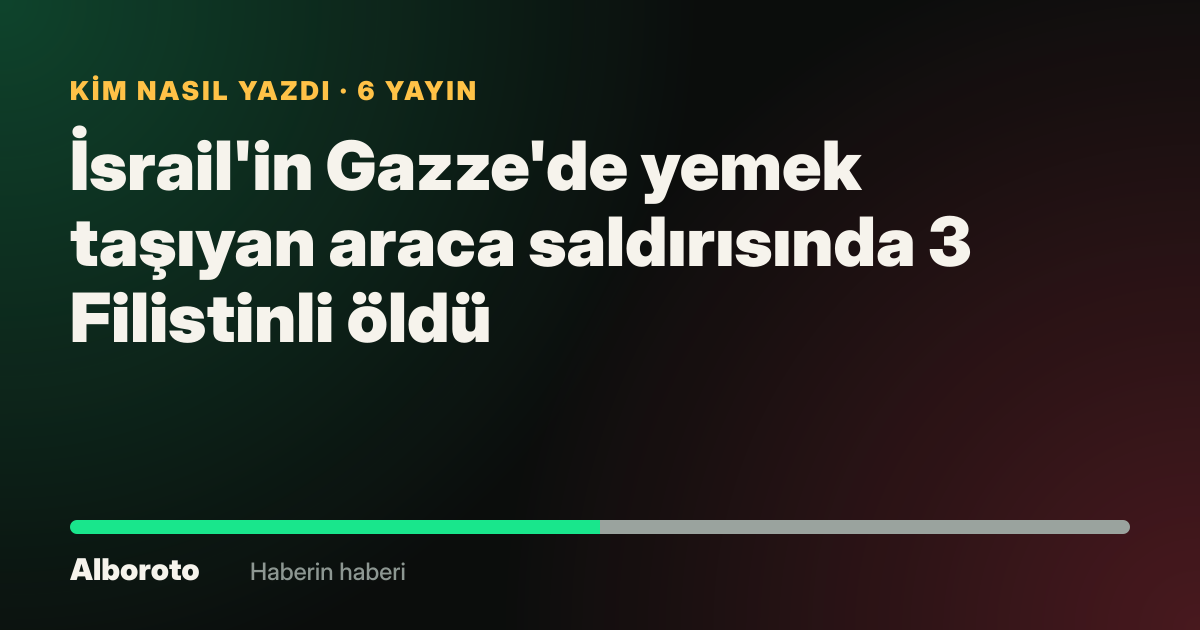 KİM NASIL YAZDI · 6 YAYIN
İsrail'in Gazze'de yemek
taşıyan araca saldırısında 3
Filistinli öldü
Alboroto
Haberin haberi